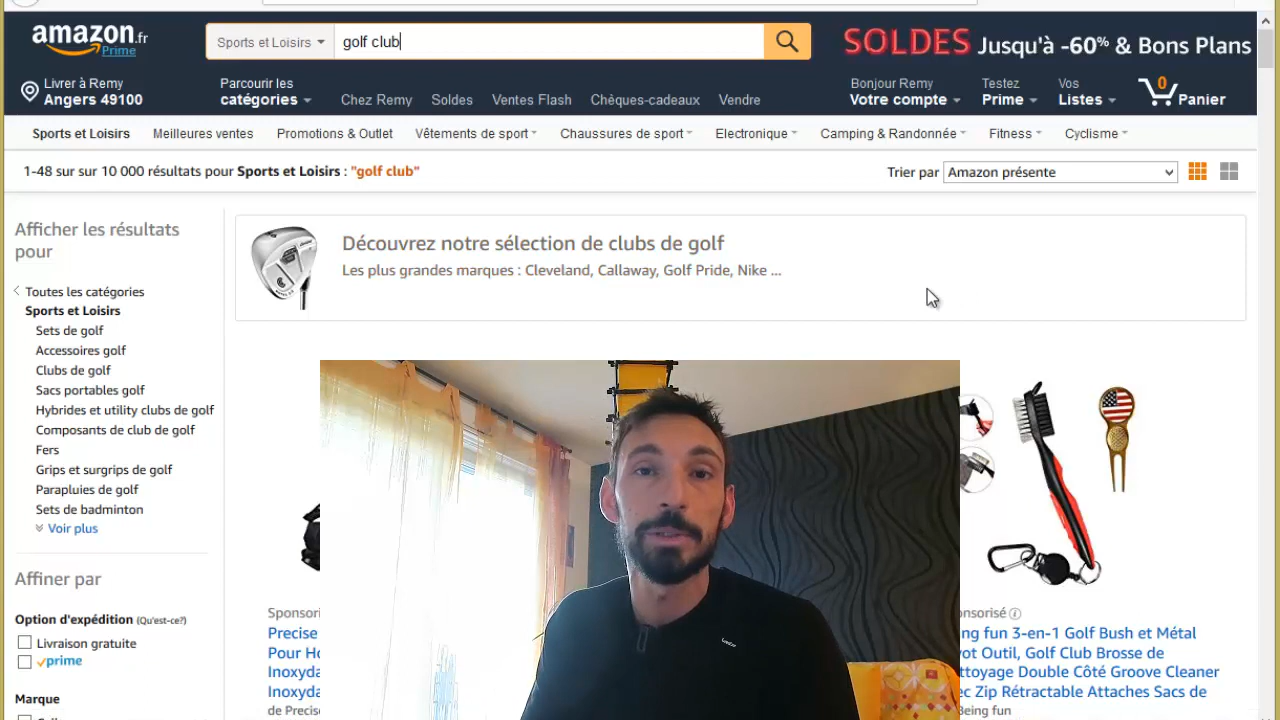 amazon.fr
Prime
Sports et Loisirs
golf club
SOLDES Jusqu'à -60% & Bons Plans
Livrer à Remy
Angers 49100
Parcourir les
catégories
Chez Remy
Soldes
Ventes Flash
Chèques-cadeaux
Vendre
Bonjour Remy
Votre compte
Testez
Prime
Vos
Listes
0
Panier
Sports et Loisirs
Meilleures ventes
Promotions & Outlet
Vêtements de sport
Chaussures de sport
Electronique
Camping & Randonnée
Fitness
Cyclisme
1-48 sur sur 10 000 résultats pour Sports et Loisirs : "golf club"
Trier par
Amazon présente
Afficher les résultats
pour
Toutes les catégories
Sports et Loisirs
Sets de golf
Accessoires golf
Clubs de golf
Sacs portables golf
Hybrides et utility clubs de golf
Composants de club de golf
Fers
Grips et surgrips de golf
Parapluies de golf
Sets de badminton
Voir plus
Affiner par
Option d'expédition (Qu'est-ce?)
Livraison gratuite
prime
Marque
Découvrez notre sélection de clubs de golf
Les plus grandes marques : Cleveland, Callaway, Golf Pride, Nike ...
Sponsori
Precise
Pour Ho
Inoxyda
Inoxyda
de Precise
onsorisé
ng fun 3-en-1 Golf Bush et Métal
vot Outil, Golf Club Brosse de
ttoyage Double Côté Groove Cleaner
ec Zip Rétractable Attaches Sacs de
Being fun